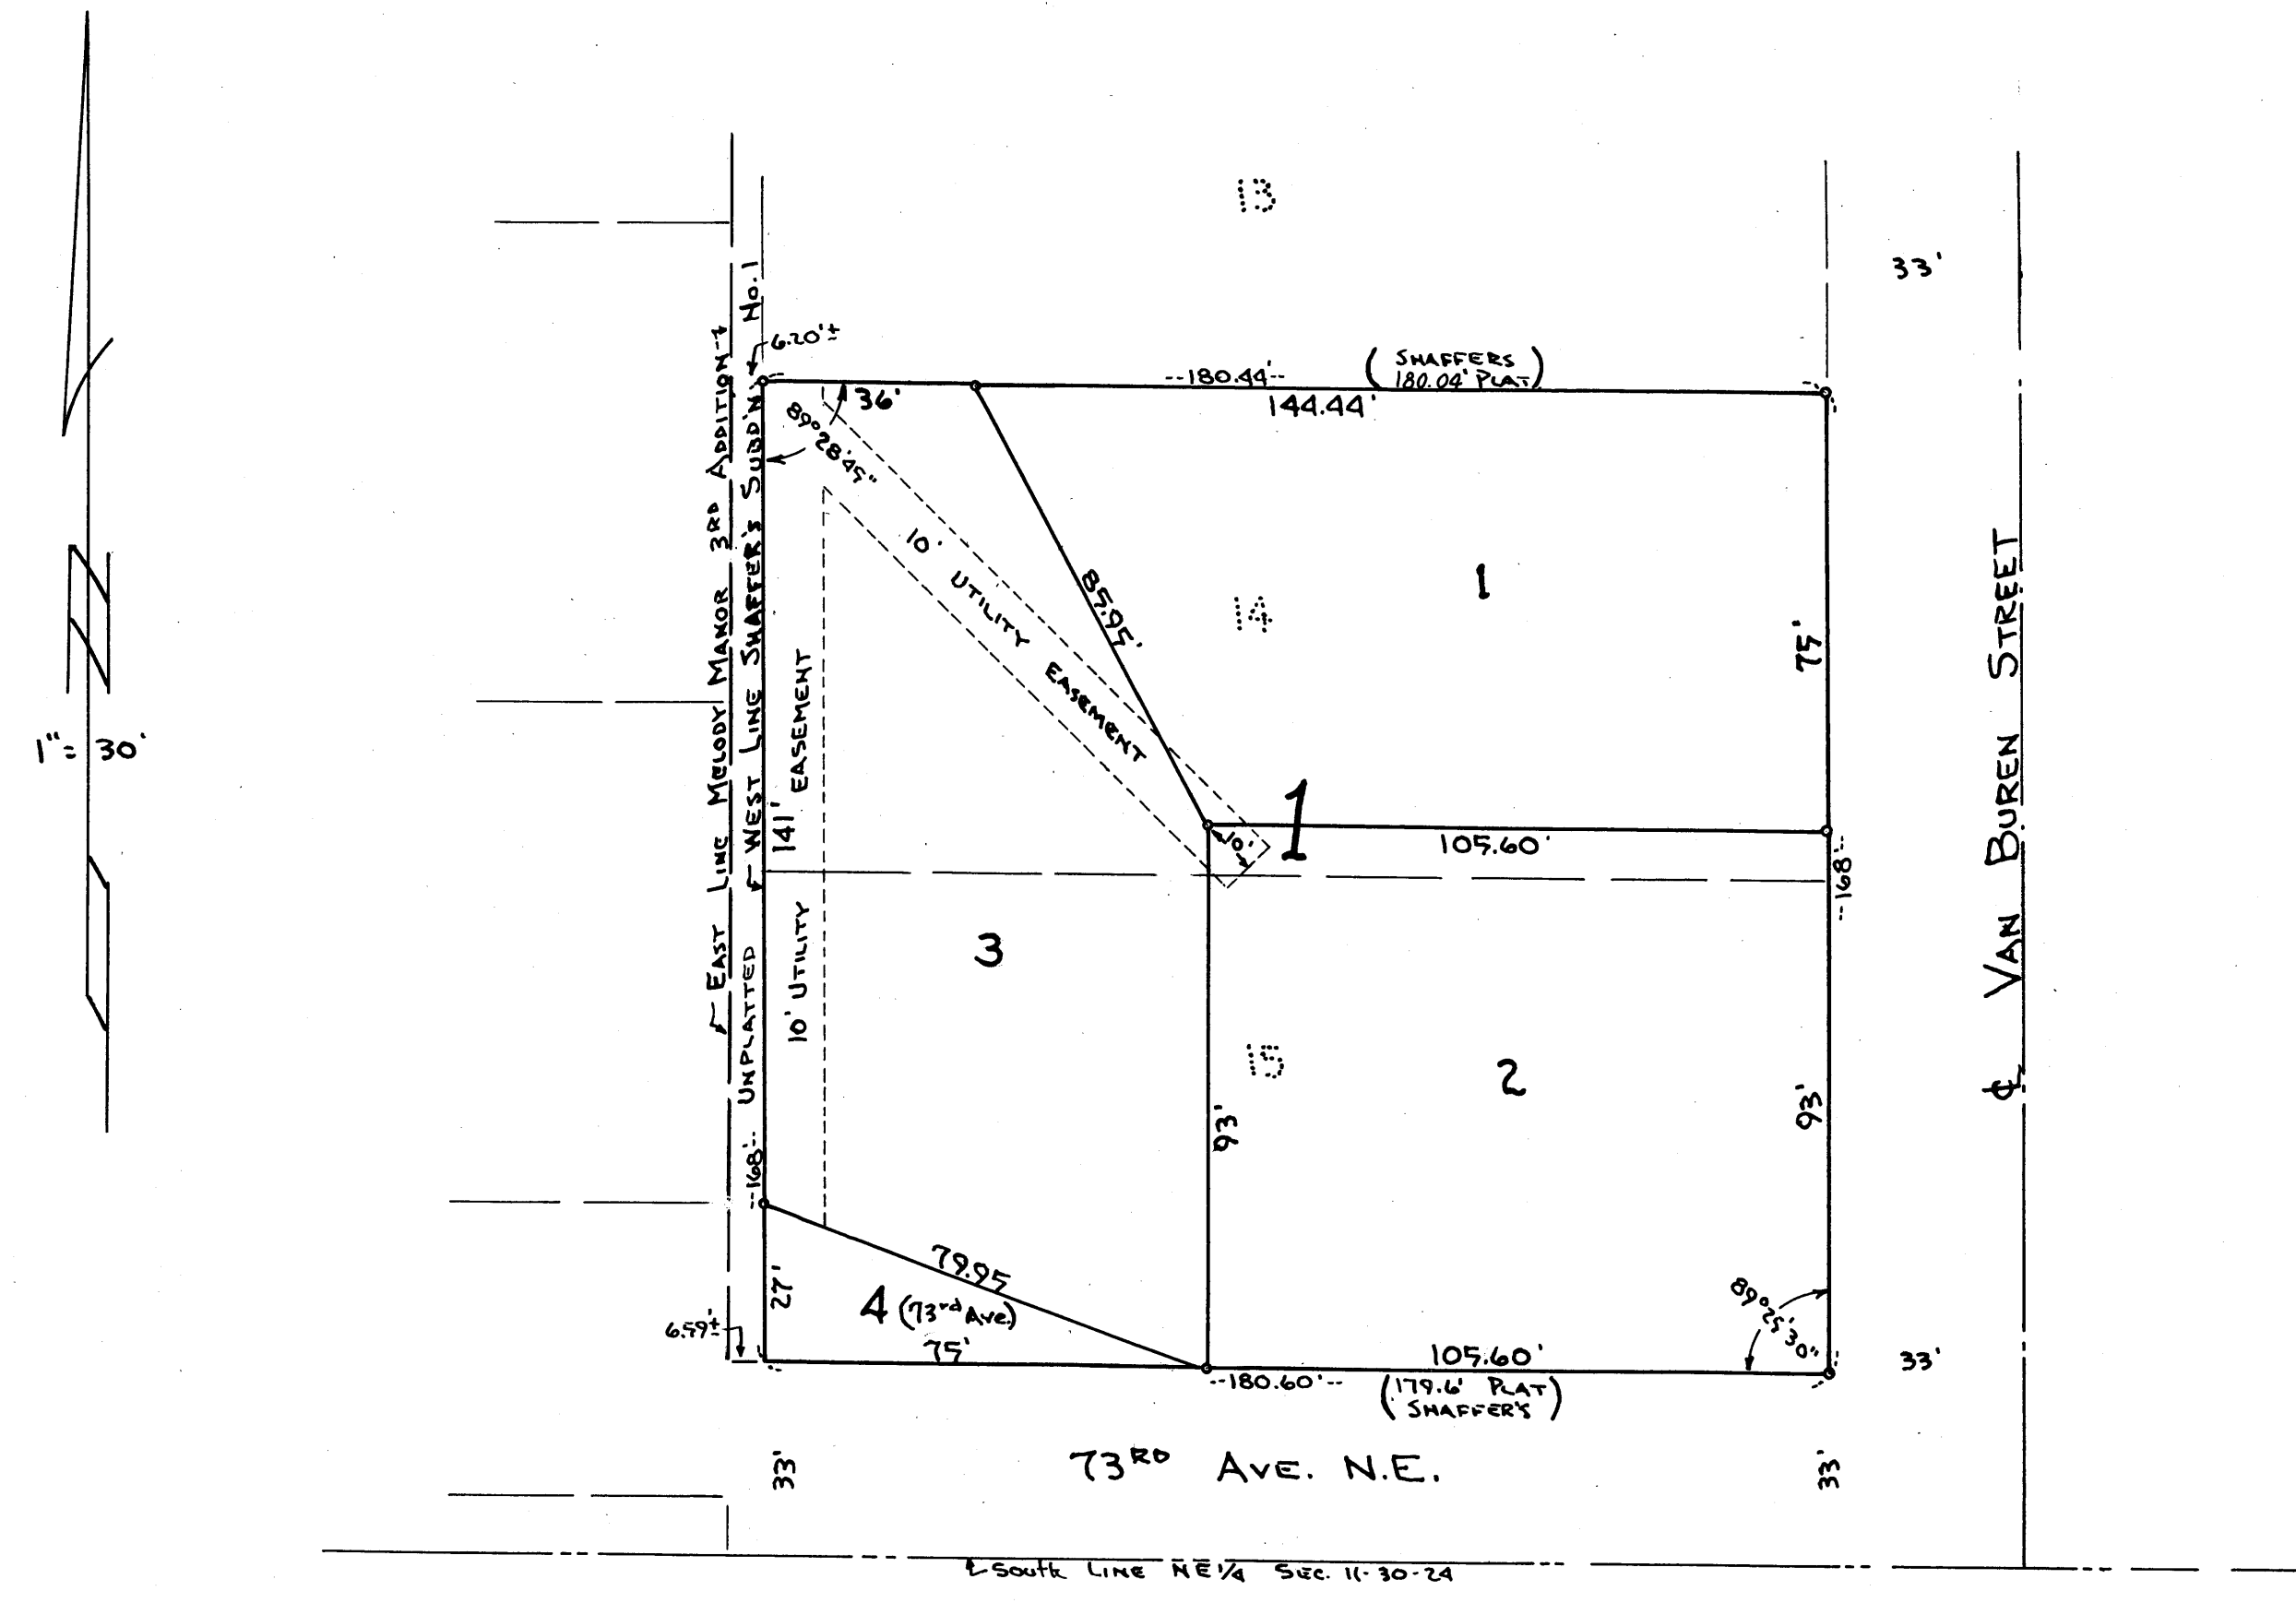 13
33'
6.20'±
36'
--180.44'--
(SHAFFERS
180.04' PLAT)
144.44'
89°28'45"
EAST LINE MELODY MANOR 3RD ADDITION
WEST LINE SHAFFER'S SUBD'N No. 1
UNPLATTED
10' UTILITY EASEMENT
85.95'
14
1
75'
VAN BUREN STREET
℄
1" = 30'
10' UTILITY EASEMENT
141'
1
10'
105.60'
--168'--
3
15
2
93'
93'
--168'--
27'
79.95
4 (73rd Ave.)
75'
6.59'±
89°25'30"
105.60'
33'
--180.60'--
(179.6' PLAT
SHAFFER'S)
33'
73RD AVE. N.E.
33'
South LINE NE 1/4 SEC. 11-30-24